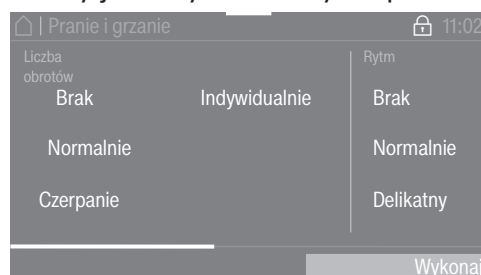 | Pranie i grzanie 11:02
Liczba
obrotów
Brak Indywidualnie
Normalnie
Czerpanie
Rytm
Brak
Normalnie
Delikatny
Wykonaj